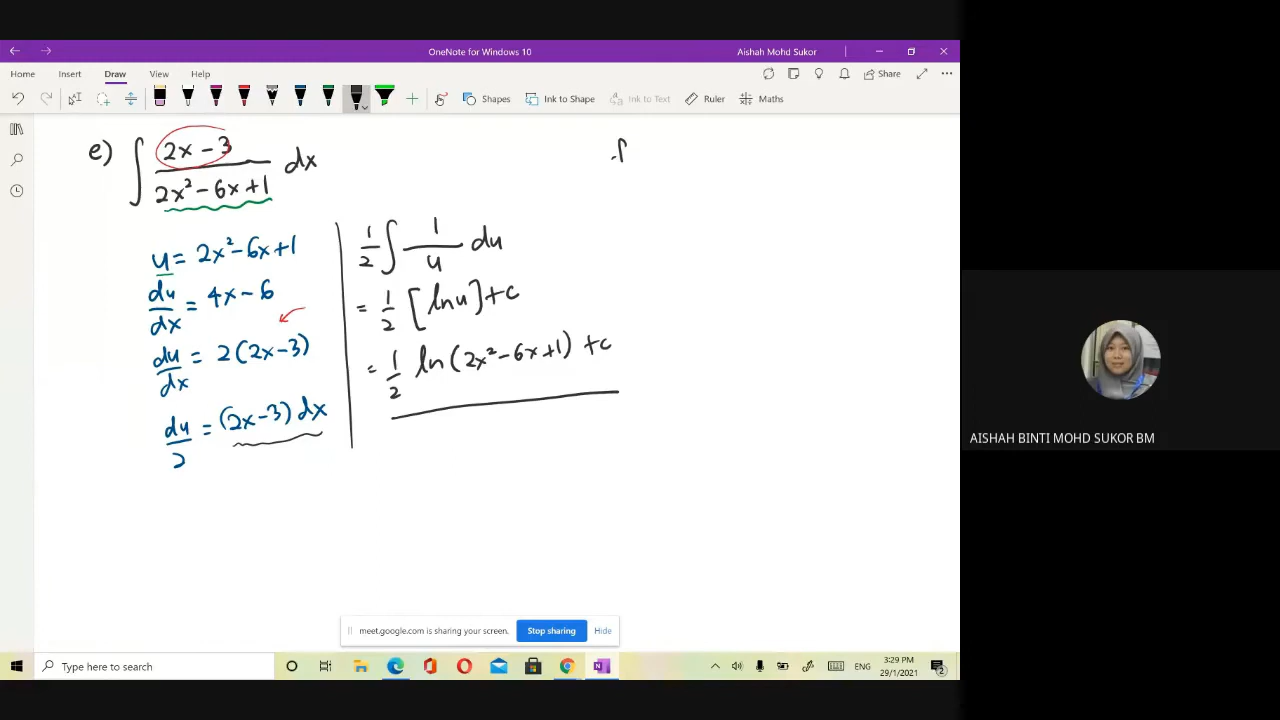 OneNote for Windows 10
Aishah Mohd Sukor
Home Insert Draw View Help
Share
Shapes Ink to Shape Ink to Text Ruler Maths
e) ∫ (2x − 3)/(2x² − 6x + 1) dx
u = 2x² − 6x + 1
du/dx = 4x − 6
du/dx = 2(2x − 3)
du/2 = (2x − 3) dx
1/2 ∫ 1/u du
= 1/2 [ln u] + c
= 1/2 ln(2x² − 6x + 1) + c
AISHAH BINTI MOHD SUKOR BM
meet.google.com is sharing your screen. Stop sharing Hide
Type here to search
ENG
3:29 PM
29/1/2021
2